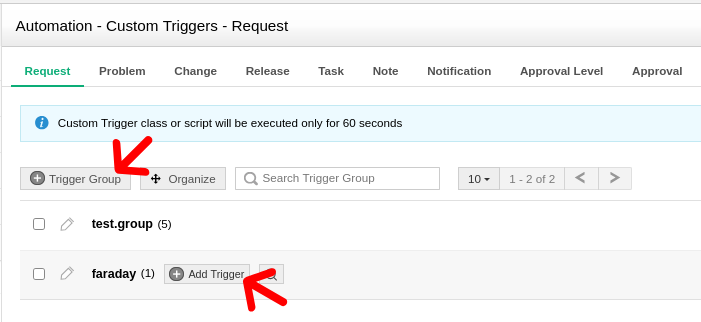 Automation - Custom Triggers - Request
Request Problem Change Release Task Note Notification Approval Level Approval
Custom Trigger class or script will be executed only for 60 seconds
Trigger Group Organize Search Trigger Group 10 1 - 2 of 2
test.group (5)
faraday (1) Add Trigger